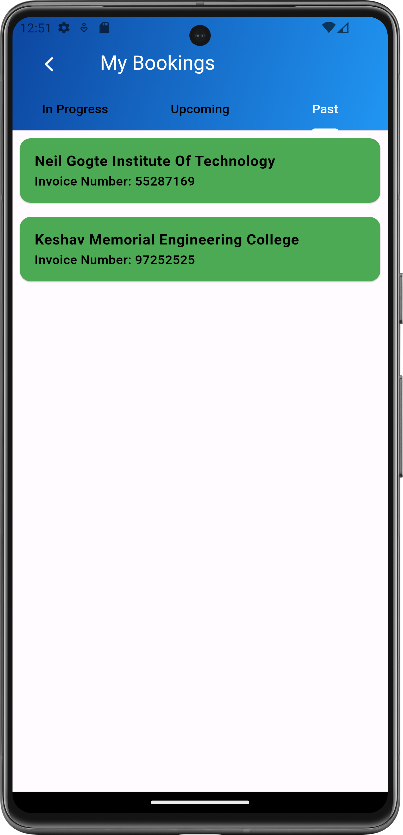 12:51
My Bookings
In Progress Upcoming Past
Neil Gogte Institute Of Technology
Invoice Number: 55287169
Keshav Memorial Engineering College
Invoice Number: 97252525